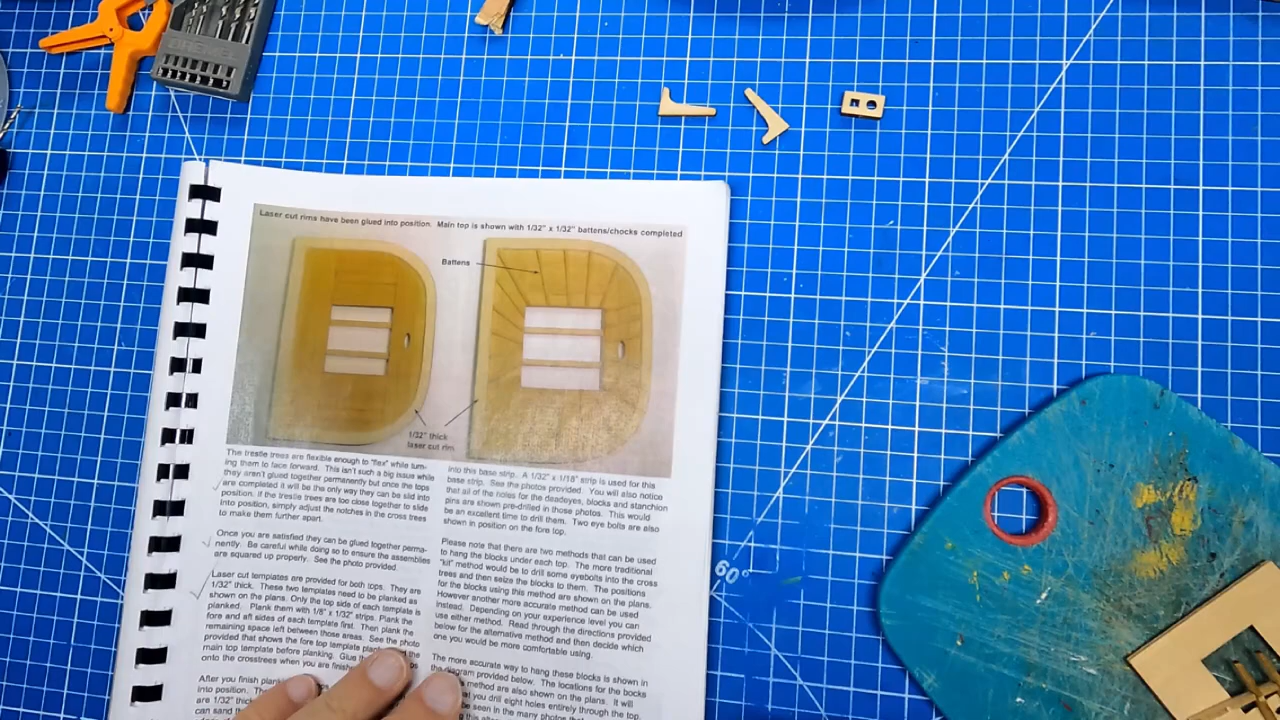 DREMEL
Laser cut rims have been glued into position. Main top is shown with 1/32" x 1/32" battens/chocks completed
Battens
1/32" thick
laser cut rim
The trestle trees are flexible enough to "flex" while turn-
ing them to face forward. This isn't such a big issue while
they aren't glued together permanently but once the tops
are completed it will be the only way they can be slid into
position. If the trestle trees are too close together to slide
into position, simply adjust the notches in the cross trees
to make them further apart.
Once you are satisfied they can be glued together perma-
nently. Be careful while doing so to ensure the assemblies
are squared up properly. See the photo provided.
Laser cut templates are provided for both tops. They are
1/32" thick. These two templates need to be planked as
shown on the plans. Only the top side of each template is
planked. Plank them with 1/8" x 1/32" strips. Plank the
fore and aft sides of each template first. Then plank the
remaining space left between those areas. See the photo
provided that shows the fore top template plank and the
main top template before planking. Glue
onto the crosstrees when you are finish
After you finish plank
into position. The
are 1/32" thic
can sand
into this base strip. A 1/32" x 1/18" strip is used for this
base strip. See the photos provided. You will also notice
that all of the holes for the deadeyes, blocks and stanchion
pins are shown pre-drilled in those photos. This would
be an excellent time to drill them. Two eye bolts are also
shown in position on the fore top.
Please note that there are two methods that can be used
to hang the blocks under each top. The more traditional
"kit" method would be to drill some eyebolts into the cross
trees and then seize the blocks to them. The positions
for the blocks using this method are shown on the plans.
However another more accurate method can be used
instead. Depending on your experience level you can
use either method. Read through the directions provided
below for the alternative method and then decide which
one you would be more comfortable using.
The more accurate way to hang these blocks is shown in
the diagram provided below. The locations for the bocks
method are also shown on the plans. It will
at you drill eight holes entirely through the top.
be seen in the many photos that
60°